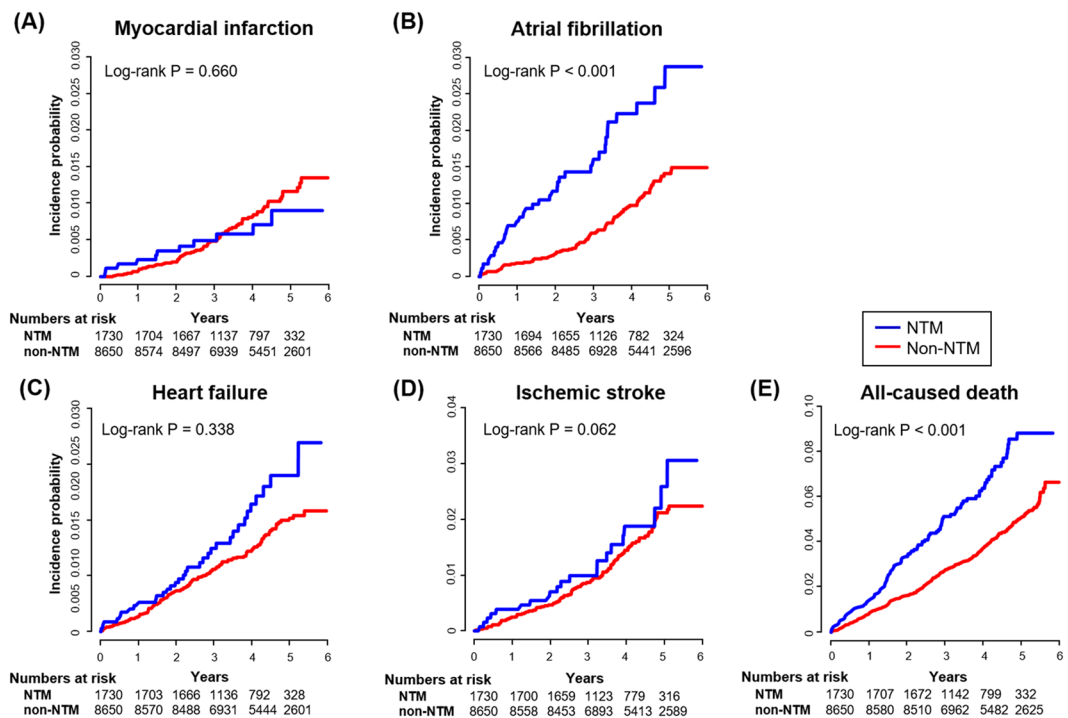 (A)
Myocardial infarction
Log-rank P = 0.660
Incidence probability
0.030
0.025
0.020
0.015
0.010
0.005
0
0 1 2 3 4 5 6
Years
Numbers at risk
NTM 1730 1704 1667 1137 797 332
non-NTM 8650 8574 8497 6939 5451 2601
(B)
Atrial fibrillation
Log-rank P < 0.001
Incidence probability
0.030
0.025
0.020
0.015
0.010
0.005
0
0 1 2 3 4 5 6
Years
Numbers at risk
NTM 1730 1694 1655 1126 782 324
non-NTM 8650 8566 8485 6928 5441 2596
NTM
Non-NTM
(C)
Heart failure
Log-rank P = 0.338
Incidence probability
0.030
0.025
0.020
0.015
0.010
0.005
0
0 1 2 3 4 5 6
Years
Numbers at risk
NTM 1730 1703 1666 1136 792 328
non-NTM 8650 8570 8488 6931 5444 2601
(D)
Ischemic stroke
Log-rank P = 0.062
0.04
0.03
0.02
0.01
0
0 1 2 3 4 5 6
Years
Numbers at risk
NTM 1730 1700 1659 1123 779 316
non-NTM 8650 8558 8453 6893 5413 2589
(E)
All-caused death
Log-rank P < 0.001
0.10
0.08
0.06
0.04
0.02
0
0 1 2 3 4 5 6
Years
Numbers at risk
NTM 1730 1707 1672 1142 799 332
non-NTM 8650 8580 8510 6962 5482 2625